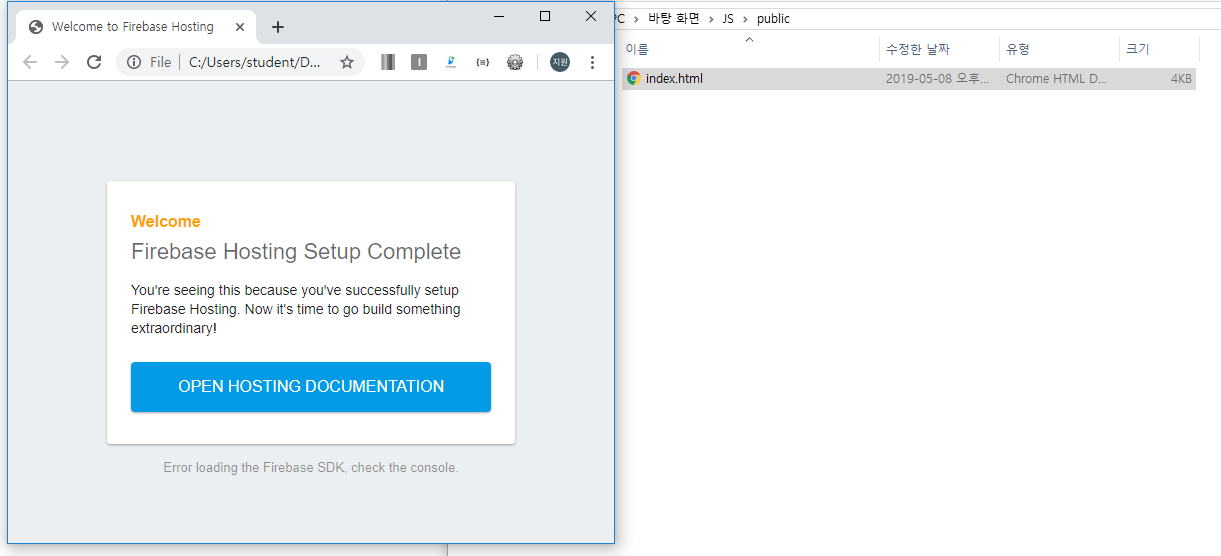 Welcome to Firebase Hosting
File
C:/Users/student/D...
지원
Welcome
Firebase Hosting Setup Complete
You're seeing this because you've successfully setup
Firebase Hosting. Now it's time to go build something
extraordinary!
OPEN HOSTING DOCUMENTATION
Error loading the Firebase SDK, check the console.
PC > 바탕 화면 > JS > public
이름 수정한 날짜 유형 크기
index.html 2019-05-08 오후... Chrome HTML D... 4KB